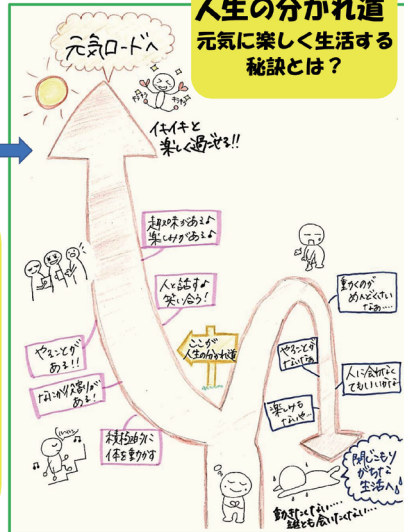 人生の分かれ道
元気に楽しく生活する
秘訣とは？
元気ロードへ
イキイキと
楽しく過ごせる!!
趣味がある♪
楽しみがある♪
人と話す♪
笑い合う!
やることが
ある!!
なにか役割が
ある!
積極的に
体を動かす
ここが
人生の分かれ道
動くのが
めんどくさい
なぁ…
やることが
ないなぁ
人に会わなく
てもいいかな
楽しみも
ないや…
閉じこもり
がちな
生活へ
動きたくない…
誰とも会いたくない…